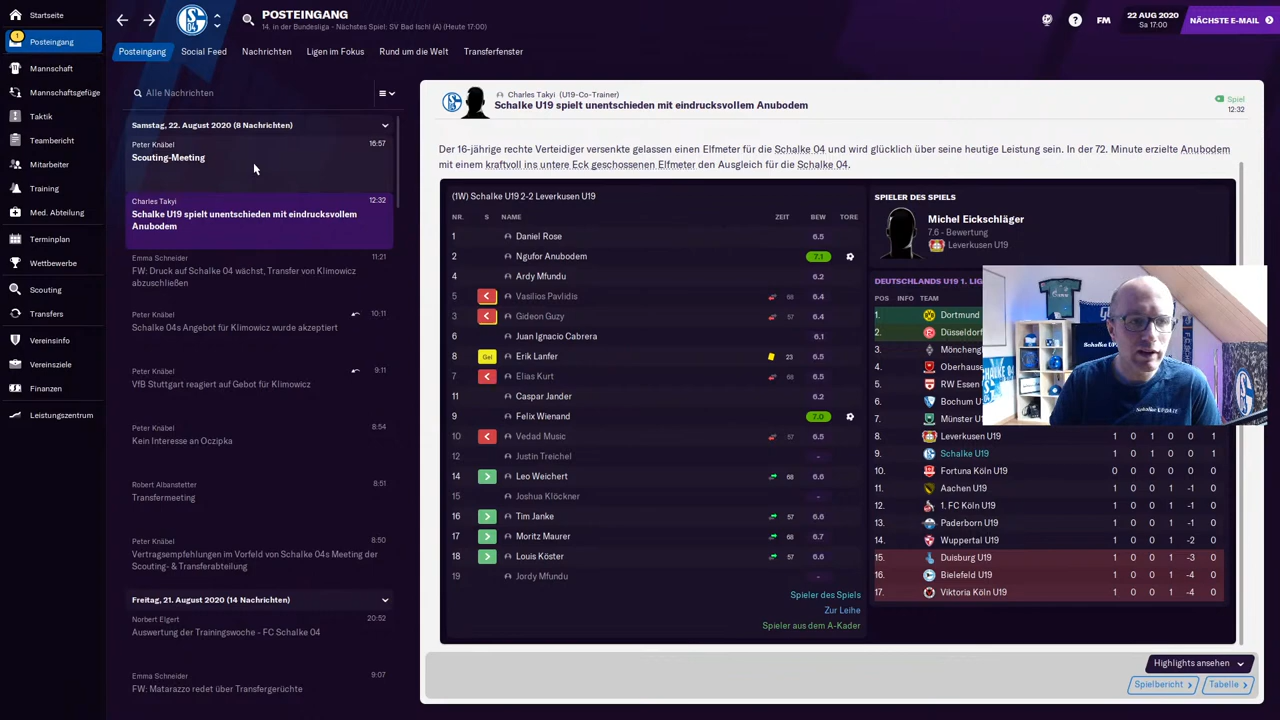 Startseite
Posteingang
Mannschaft
Mannschaftsgefüge
Taktik
Teambericht
Mitarbeiter
Training
Med. Abteilung
Terminplan
Wettbewerbe
Scouting
Transfers
Vereinsinfo
Vereinsziele
Finanzen
Leistungszentrum
POSTEINGANG
14. in der Bundesliga - Nächstes Spiel: SV Bad Ischl (A) (Heute 17:00)
FM
22 AUG 2020
Sa 17:00
NÄCHSTE E-MAIL
Posteingang Social Feed Nachrichten Ligen im Fokus Rund um die Welt Transferfenster
Alle Nachrichten
Samstag, 22. August 2020 (8 Nachrichten)
Peter Knäbel 16:57
Scouting-Meeting
Charles Takyi 12:32
Schalke U19 spielt unentschieden mit eindrucksvollem
Anubodem
Emma Schneider 11:21
FW: Druck auf Schalke 04 wächst, Transfer von Klimowicz
abzuschließen
Peter Knäbel 10:11
Schalke 04s Angebot für Klimowicz wurde akzeptiert
Peter Knäbel 9:11
VfB Stuttgart reagiert auf Gebot für Klimowicz
Peter Knäbel 8:54
Kein Interesse an Oczipka
Robert Albanstetter 8:51
Transfermeeting
Peter Knäbel 8:50
Vertragsempfehlungen im Vorfeld von Schalke 04s Meeting der
Scouting- & Transferabteilung
Freitag, 21. August 2020 (14 Nachrichten)
Norbert Elgert 20:52
Auswertung der Trainingswoche - FC Schalke 04
Emma Schneider 9:07
FW: Matarazzo redet über Transfergerüchte
Charles Takyi (U19-Co-Trainer)
Schalke U19 spielt unentschieden mit eindrucksvollem Anubodem
Spiel
12:32
Der 16-jährige rechte Verteidiger versenkte gelassen einen Elfmeter für die Schalke 04 und wird glücklich über seine heutige Leistung sein. In der 72. Minute erzielte Anubodem
mit einem kraftvoll ins untere Eck geschossenen Elfmeter den Ausgleich für die Schalke 04.
(1W) Schalke U19 2-2 Leverkusen U19
NR. S NAME ZEIT BEW TORE
1 Daniel Rose 6.5
2 Ngufor Anubodem 7.1
4 Ardy Mfundu 6.2
5 Vasilios Pavlidis 68 6.4
3 Gideon Guzy 57 6.4
6 Juan Ignacio Cabrera 6.1
8 Gel Erik Lanfer 23 6.5
7 Elias Kurt 68 6.5
11 Caspar Jander 6.2
9 Felix Wienand 7.0
10 Vedad Music 57 6.5
12 Justin Treichel -
14 Leo Weichert 68 6.6
15 Joshua Klöckner -
16 Tim Janke 57 6.6
17 Moritz Maurer 68 6.7
18 Louis Köster 57 6.6
19 Jordy Mfundu -
Spieler des Spiels
Zur Leihe
Spieler aus dem A-Kader
SPIELER DES SPIELS
Michel Eickschläger
7.6 - Bewertung
Leverkusen U19
DEUTSCHLANDS U19 1. LIG
POS INFO TEAM
1. Dortmund
2. Düsseldorf
3. Möncheng
4. Oberhause
5. RW Essen
6. Bochum U
7. Münster U
8. Leverkusen U19 1 0 1 0 0 1
9. Schalke U19 1 0 1 0 0 1
10. Fortuna Köln U19 0 0 0 0 0 0
11. Aachen U19 1 0 0 1 -1 0
12. 1. FC Köln U19 1 0 0 1 -1 0
13. Paderborn U19 1 0 0 1 -1 0
14. Wuppertal U19 1 0 0 1 -2 0
15. Duisburg U19 1 0 0 1 -3 0
16. Bielefeld U19 1 0 0 1 -4 0
17. Viktoria Köln U19 1 0 0 1 -4 0
Highlights ansehen
Spielbericht
Tabelle